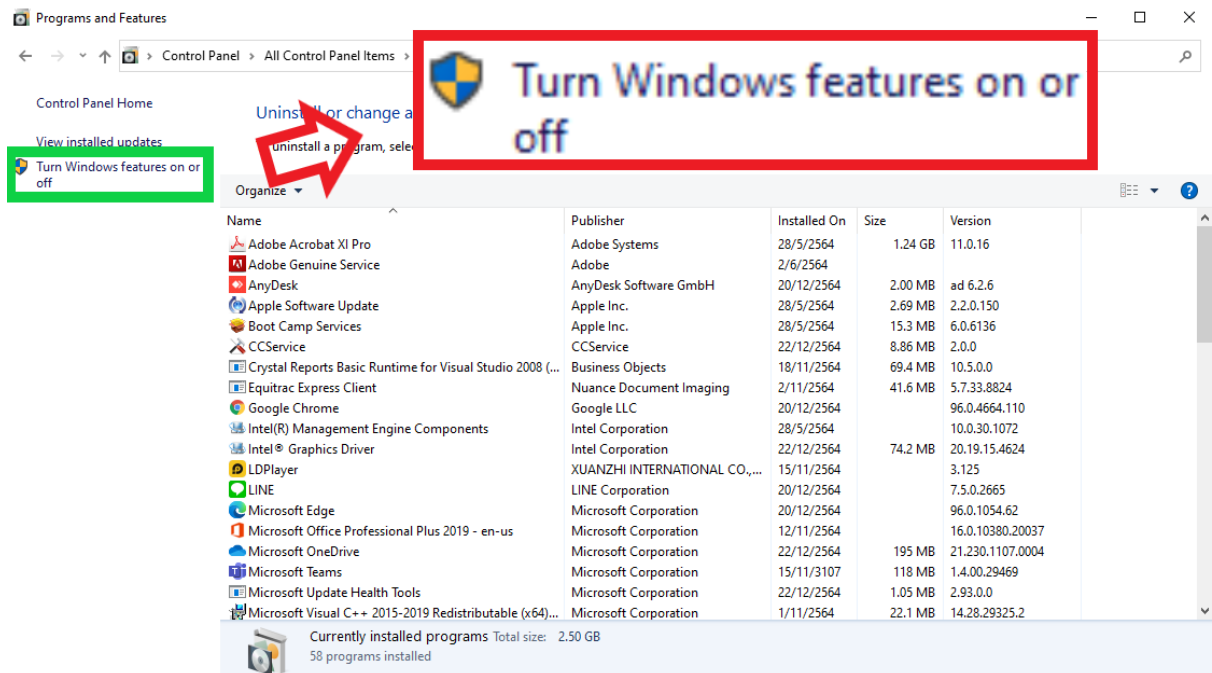 Programs and Features
Control Panel > All Control Panel Items >
Turn Windows features on or
off
Control Panel Home
View installed updates
Turn Windows features on or
off
Uninstall or change a
uninstall a program, sele
Organize
Name Publisher Installed On Size Version
Adobe Acrobat XI Pro Adobe Systems 28/5/2564 1.24 GB 11.0.16
Adobe Genuine Service Adobe 2/6/2564
AnyDesk AnyDesk Software GmbH 20/12/2564 2.00 MB ad 6.2.6
Apple Software Update Apple Inc. 28/5/2564 2.69 MB 2.2.0.150
Boot Camp Services Apple Inc. 28/5/2564 15.3 MB 6.0.6136
CCService CCService 22/12/2564 8.86 MB 2.0.0
Crystal Reports Basic Runtime for Visual Studio 2008 (... Business Objects 18/11/2564 69.4 MB 10.5.0.0
Equitrac Express Client Nuance Document Imaging 2/11/2564 41.6 MB 5.7.33.8824
Google Chrome Google LLC 20/12/2564 96.0.4664.110
Intel(R) Management Engine Components Intel Corporation 28/5/2564 10.0.30.1072
Intel® Graphics Driver Intel Corporation 22/12/2564 74.2 MB 20.19.15.4624
LDPlayer XUANZHI INTERNATIONAL CO.,... 15/11/2564 3.125
LINE LINE Corporation 20/12/2564 7.5.0.2665
Microsoft Edge Microsoft Corporation 20/12/2564 96.0.1054.62
Microsoft Office Professional Plus 2019 - en-us Microsoft Corporation 12/11/2564 16.0.10380.20037
Microsoft OneDrive Microsoft Corporation 22/12/2564 195 MB 21.230.1107.0004
Microsoft Teams Microsoft Corporation 15/11/3107 118 MB 1.4.00.29469
Microsoft Update Health Tools Microsoft Corporation 22/12/2564 1.05 MB 2.93.0.0
Microsoft Visual C++ 2015-2019 Redistributable (x64)... Microsoft Corporation 1/11/2564 22.1 MB 14.28.29325.2
Currently installed programs Total size: 2.50 GB
58 programs installed